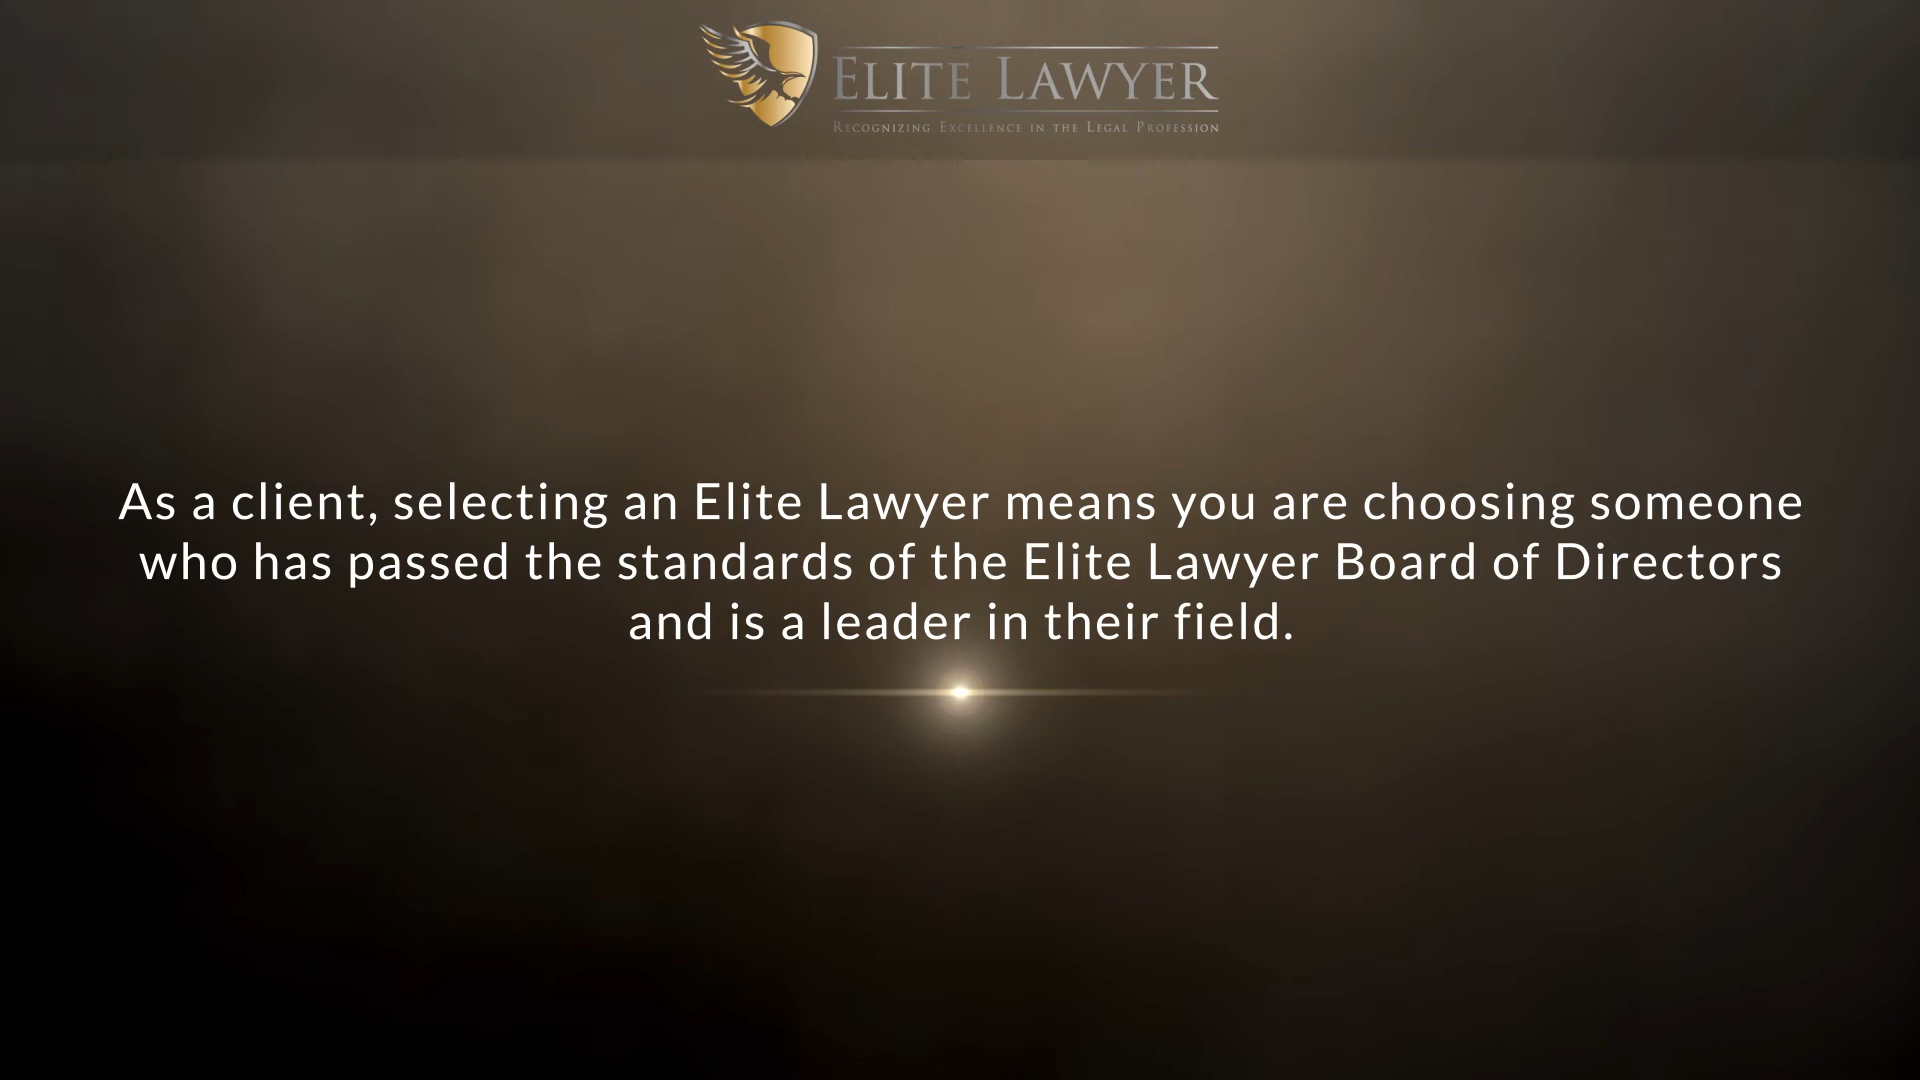 ELITE LAWYER
RECOGNIZING EXCELLENCE IN THE LEGAL PROFESSION
As a client, selecting an Elite Lawyer means you are choosing someone
who has passed the standards of the Elite Lawyer Board of Directors
and is a leader in their field.